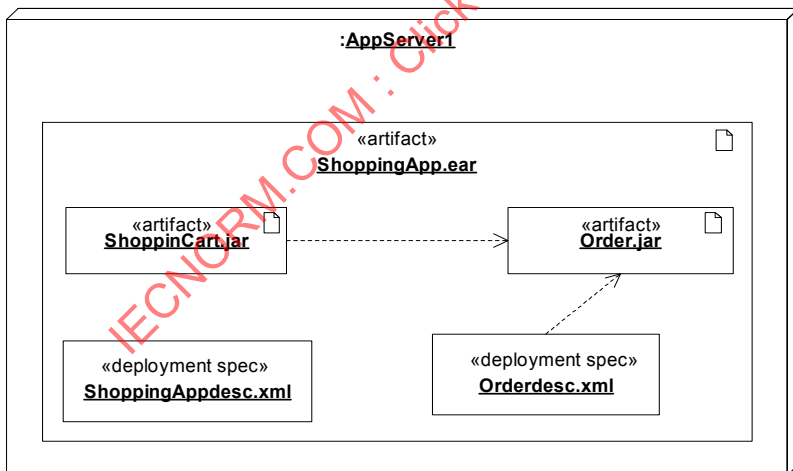 :AppServer1
«artifact»
ShoppingApp.ear
«artifact»
ShoppinCart.jar
«artifact»
Order.jar
«deployment spec»
ShoppingAppdesc.xml
«deployment spec»
Orderdesc.xml
IECNORM.COM : Click